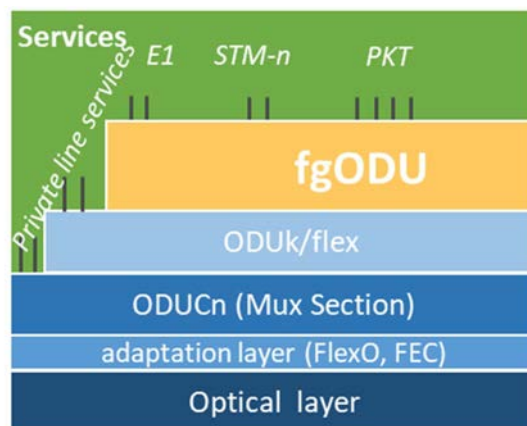 Services
E1 STM-n PKT
Private line services
fgODU
ODUk/flex
ODUCn (Mux Section)
adaptation layer (FlexO, FEC)
Optical layer